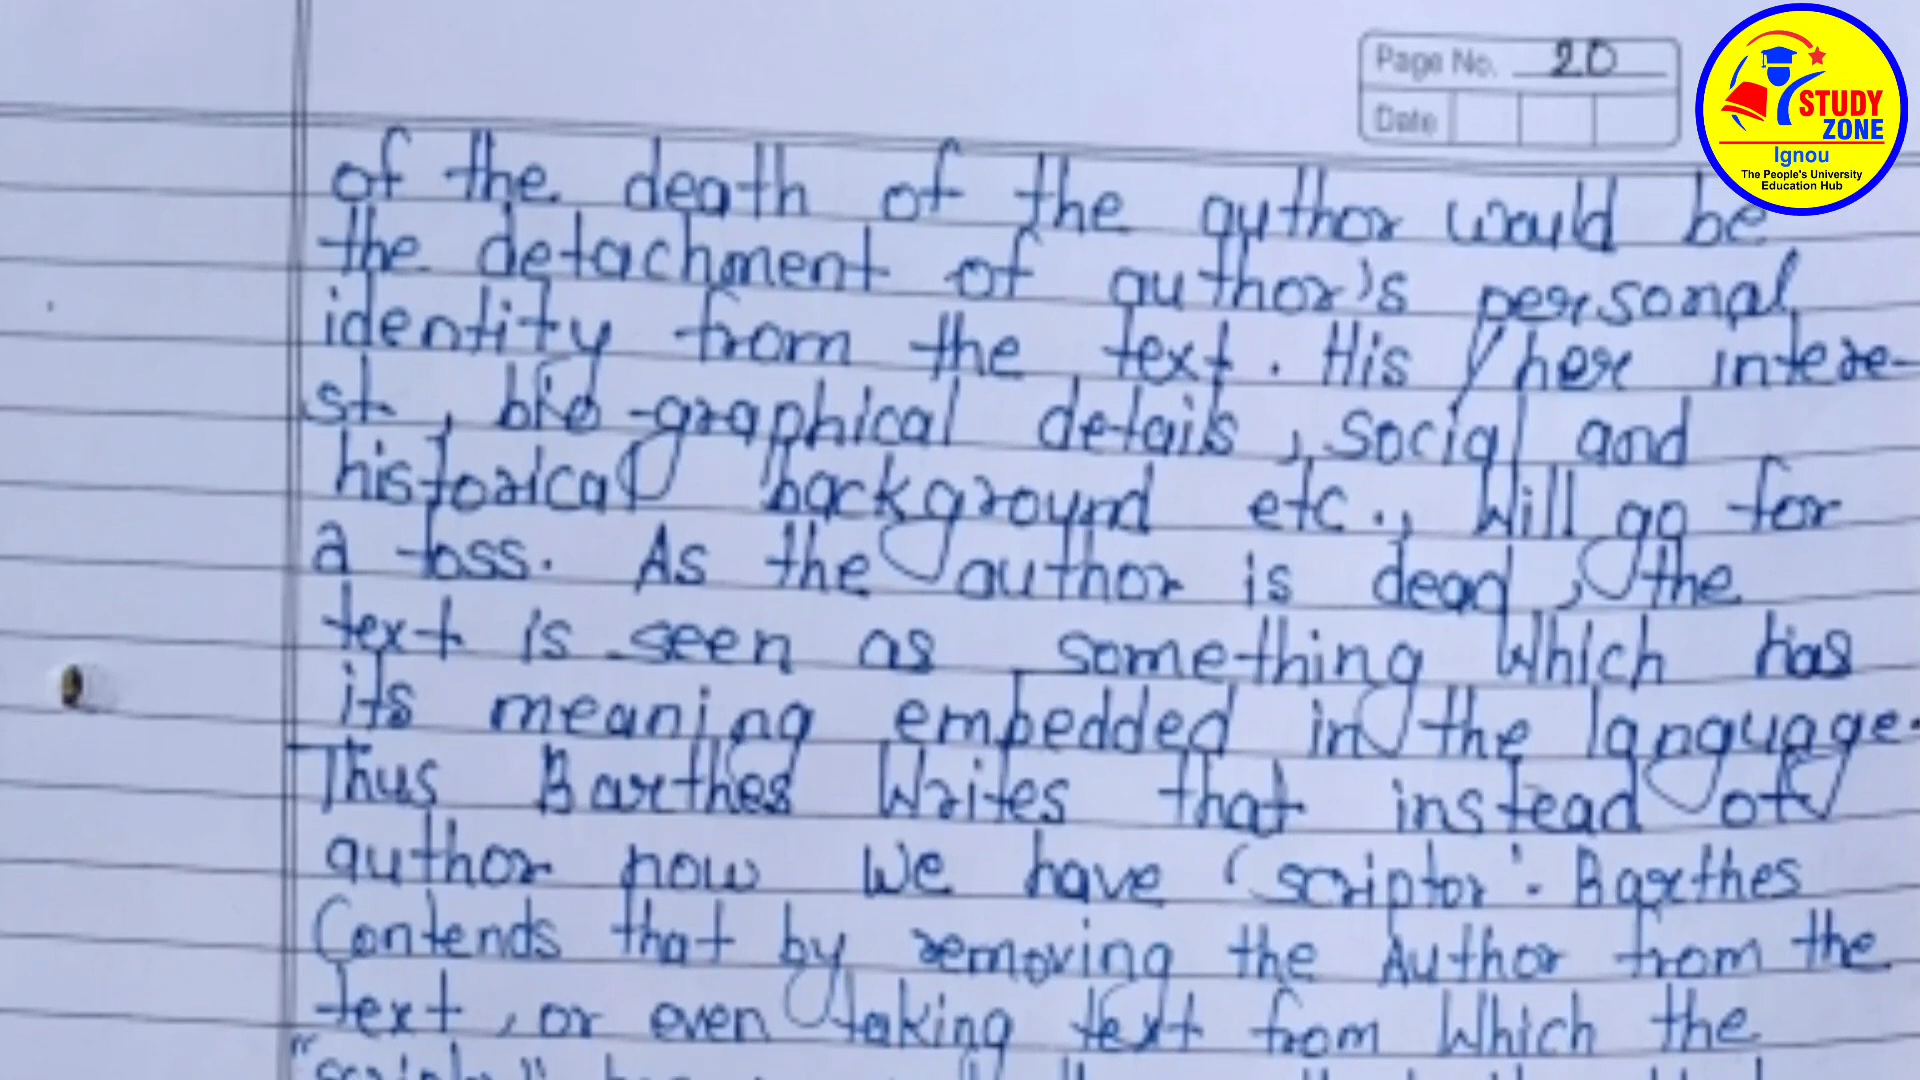 Page No. 20
Date
STUDY
ZONE
Ignou
The People's University
Education Hub
of the death of the author would be
the detachment of author's personal
identity from the text. His / her intere-
st, bio-graphical details, social and
historical background etc., Will go for
a toss. As the author is dead, the
text is seen as something Which has
its meaning embedded in the language.
Thus Barthes Writes that instead of
author now We have 'scriptor'. Barthes
Contends that by removing the Author from the
text, or even taking text from Which the